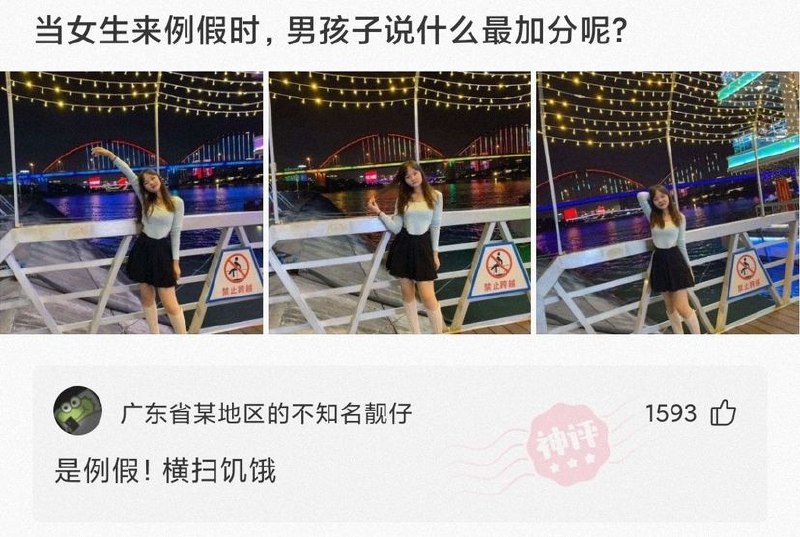 当女生来例假时，男孩子说什么最加分呢？
禁止跨越
禁止跨越
禁止跨越
广东省某地区的不知名靓仔
1593
神评
是例假！横扫饥饿